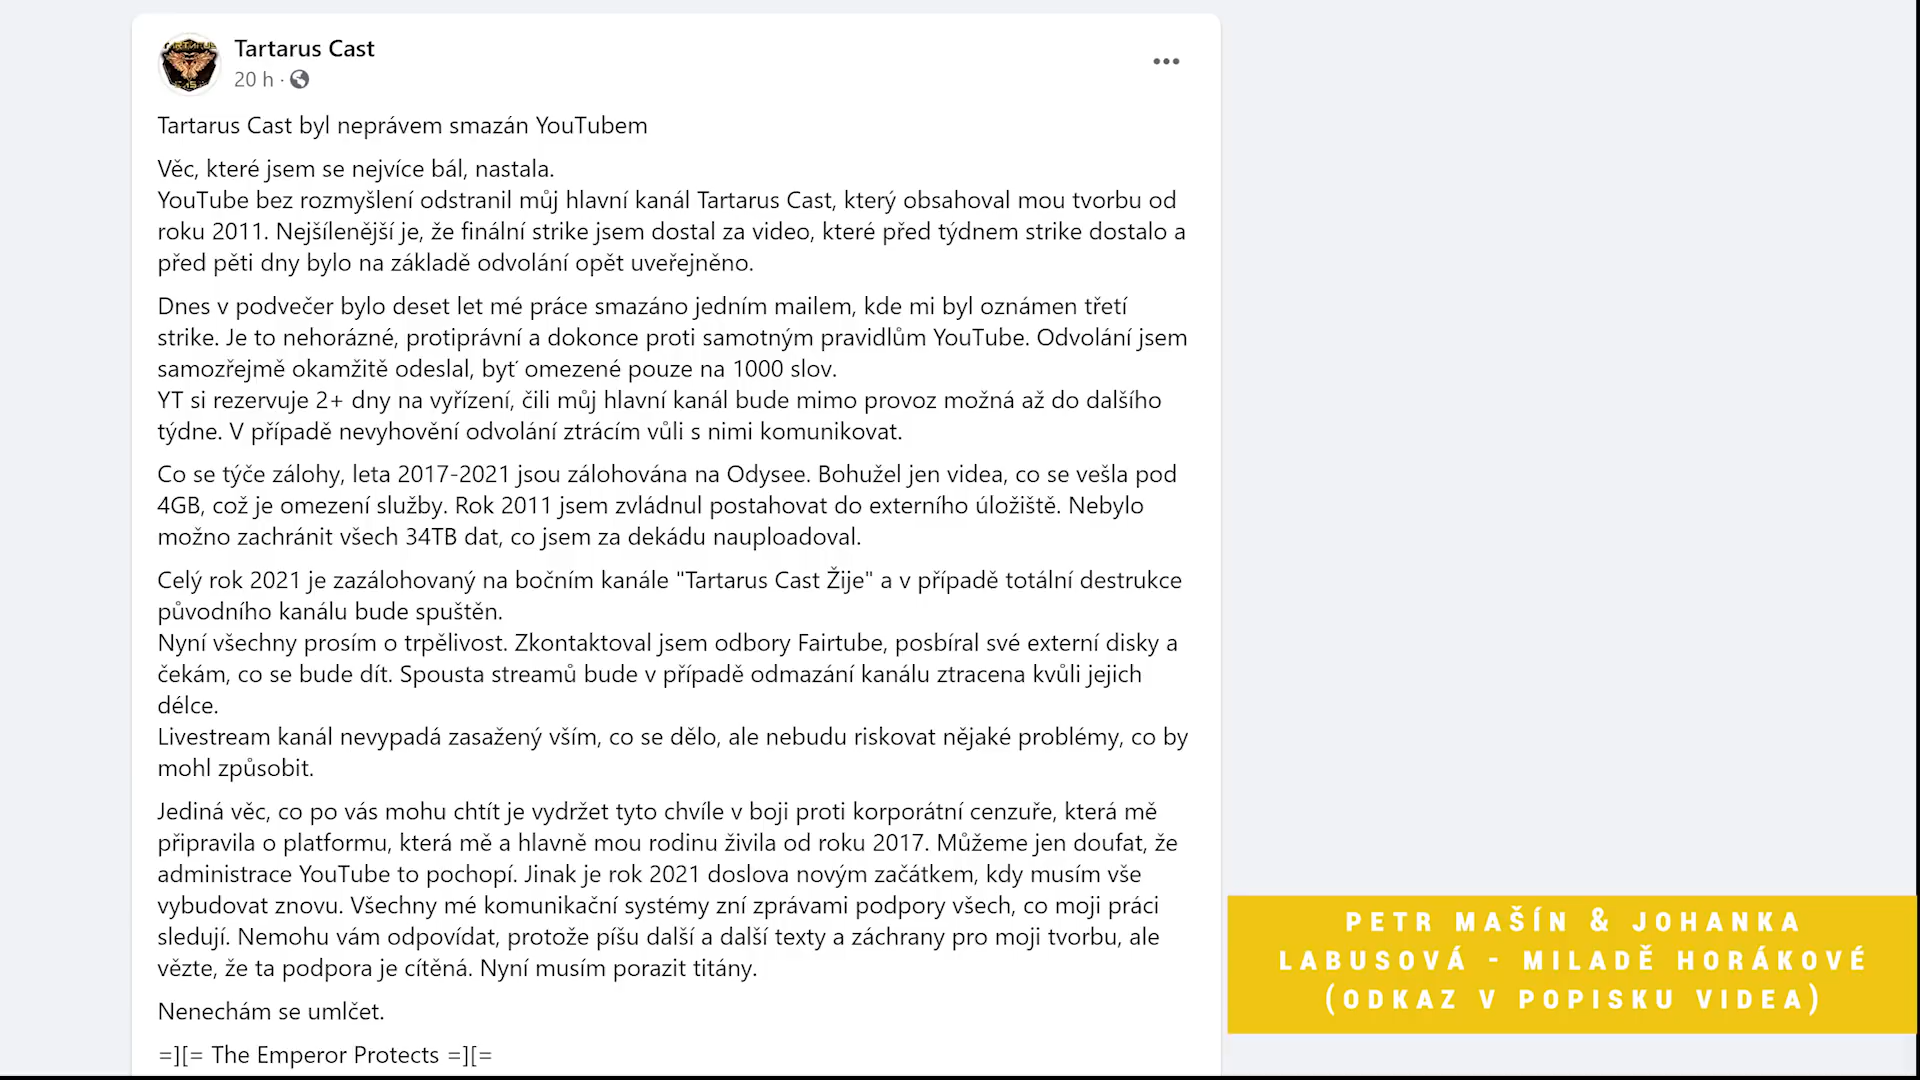 Tartarus Cast
20 h ·
Tartarus Cast byl neprávem smazán YouTubem
Věc, které jsem se nejvíce bál, nastala.
YouTube bez rozmyšlení odstranil můj hlavní kanál Tartarus Cast, který obsahoval mou tvorbu od
roku 2011. Nejšílenější je, že finální strike jsem dostal za video, které před týdnem strike dostalo a
před pěti dny bylo na základě odvolání opět uveřejněno.
Dnes v podvečer bylo deset let mé práce smazáno jedním mailem, kde mi byl oznámen třetí
strike. Je to nehorázné, protiprávní a dokonce proti samotným pravidlům YouTube. Odvolání jsem
samozřejmě okamžitě odeslal, byť omezené pouze na 1000 slov.
YT si rezervuje 2+ dny na vyřízení, čili můj hlavní kanál bude mimo provoz možná až do dalšího
týdne. V případě nevyhovění odvolání ztrácím vůli s nimi komunikovat.
Co se týče zálohy, leta 2017-2021 jsou zálohována na Odysee. Bohužel jen videa, co se vešla pod
4GB, což je omezení služby. Rok 2011 jsem zvládnul postahovat do externího úložiště. Nebylo
možno zachránit všech 34TB dat, co jsem za dekádu nauploadoval.
Celý rok 2021 je zazálohovaný na bočním kanále "Tartarus Cast Žije" a v případě totální destrukce
původního kanálu bude spuštěn.
Nyní všechny prosím o trpělivost. Zkontaktoval jsem odbory Fairtube, posbíral své externí disky a
čekám, co se bude dít. Spousta streamů bude v případě odmazání kanálu ztracena kvůli jejich
délce.
Livestream kanál nevypadá zasažený vším, co se dělo, ale nebudu riskovat nějaké problémy, co by
mohl způsobit.
Jediná věc, co po vás mohu chtít je vydržet tyto chvíle v boji proti korporátní cenzuře, která mě
připravila o platformu, která mě a hlavně mou rodinu živila od roku 2017. Můžeme jen doufat, že
administrace YouTube to pochopí. Jinak je rok 2021 doslova novým začátkem, kdy musím vše
vybudovat znovu. Všechny mé komunikační systémy zní zprávami podpory všech, co moji práci
sledují. Nemohu vám odpovídat, protože píšu další a další texty a záchrany pro moji tvorbu, ale
vězte, že ta podpora je cítěná. Nyní musím porazit titány.
Nenechám se umlčet.
=][= The Emperor Protects =][=
PETR MAŠÍN & JOHANKA
LABUSOVÁ - MILADĚ HORÁKOVÉ
(ODKAZ V POPISKU VIDEA)